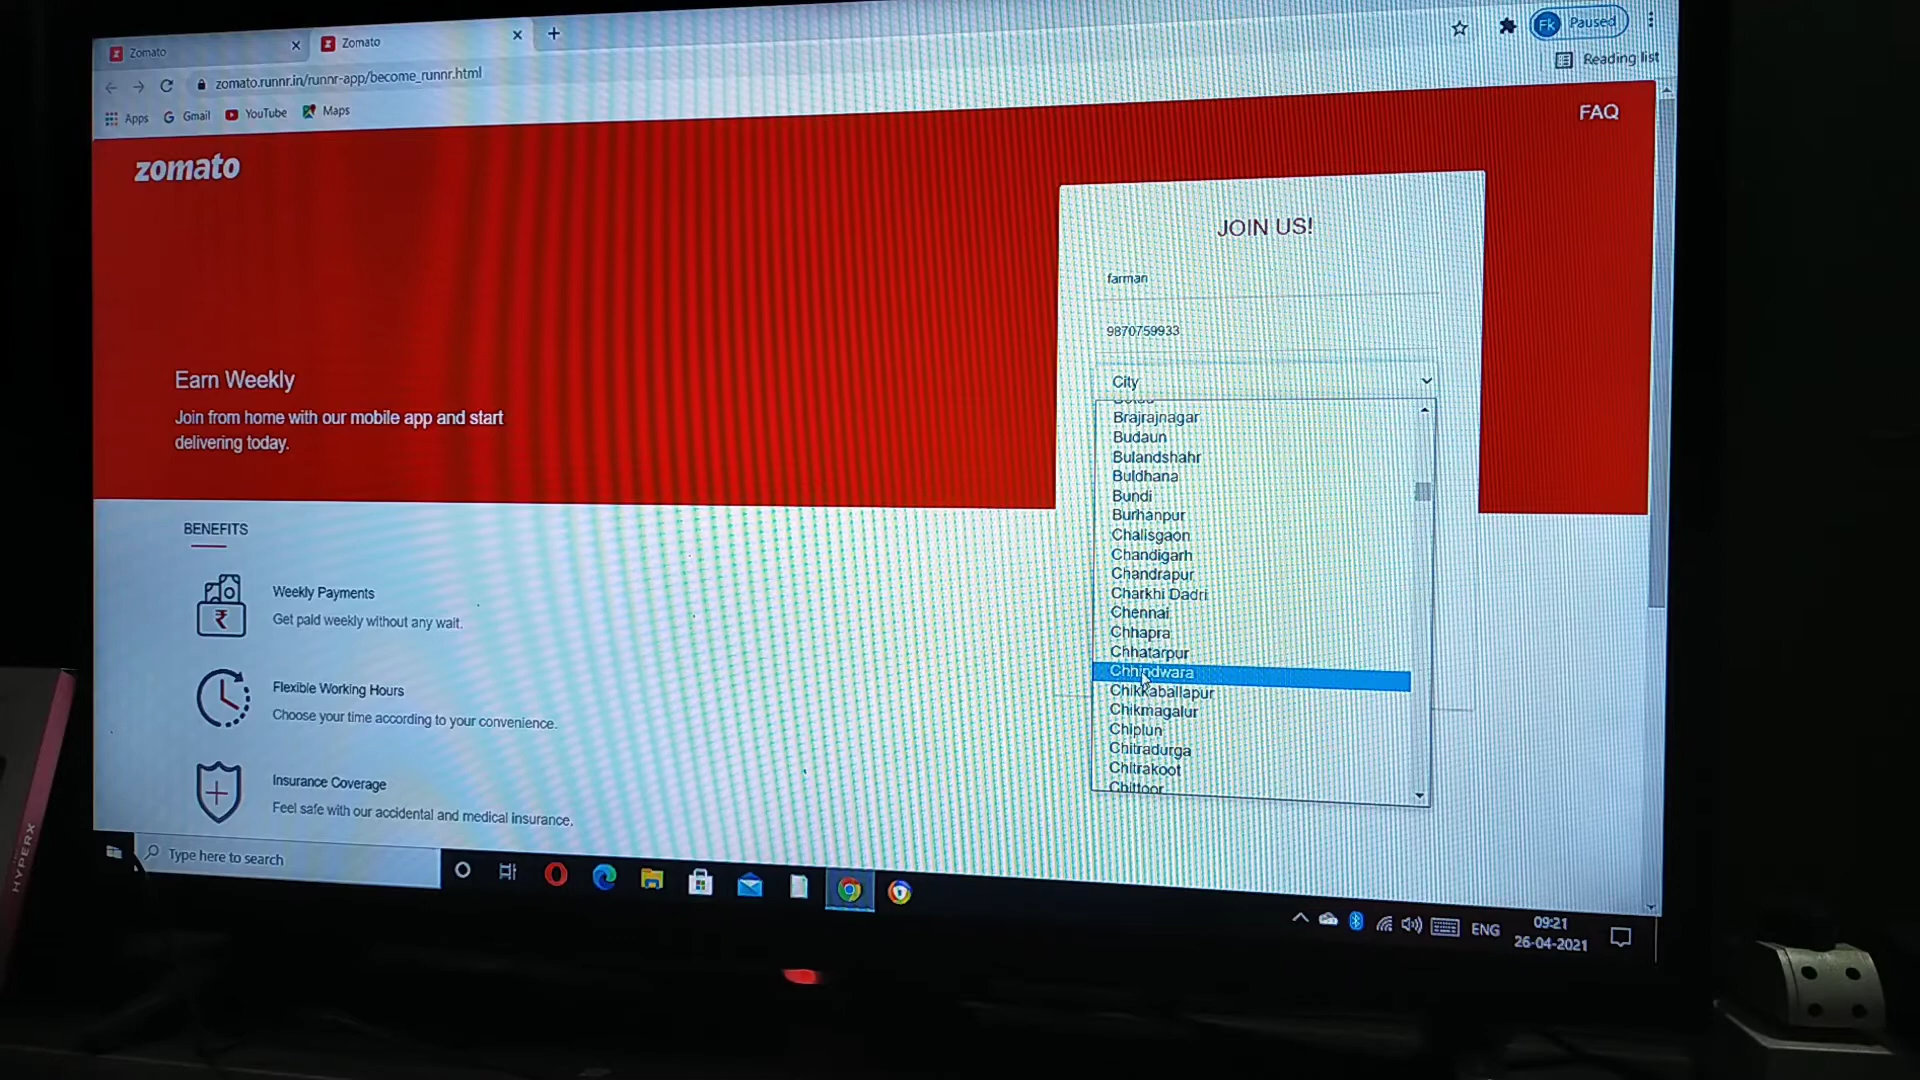 Zomato
Zomato
Fk Paused
zomato.runnr.in/runnr-app/become_runnr.html
Reading list
Apps
Gmail
YouTube
Maps
FAQ
zomato
JOIN US!
farman
9870759933
City
Earn Weekly
Join from home with our mobile app and start
delivering today.
Brajrajnagar
Budaun
Bulandshahr
Buldhana
Bundi
Burhanpur
Chalisgaon
Chandigarh
Chandrapur
Charkhi Dadri
Chennai
Chhapra
Chhatarpur
Chhindwara
Chikkaballapur
Chikmagalur
Chiplun
Chitradurga
Chitrakoot
Chittoor
BENEFITS
Weekly Payments
Get paid weekly without any wait.
Flexible Working Hours
Choose your time according to your convenience.
Insurance Coverage
Feel safe with our accidental and medical insurance.
Type here to search
ENG
09:21
26-04-2021
HYPERX